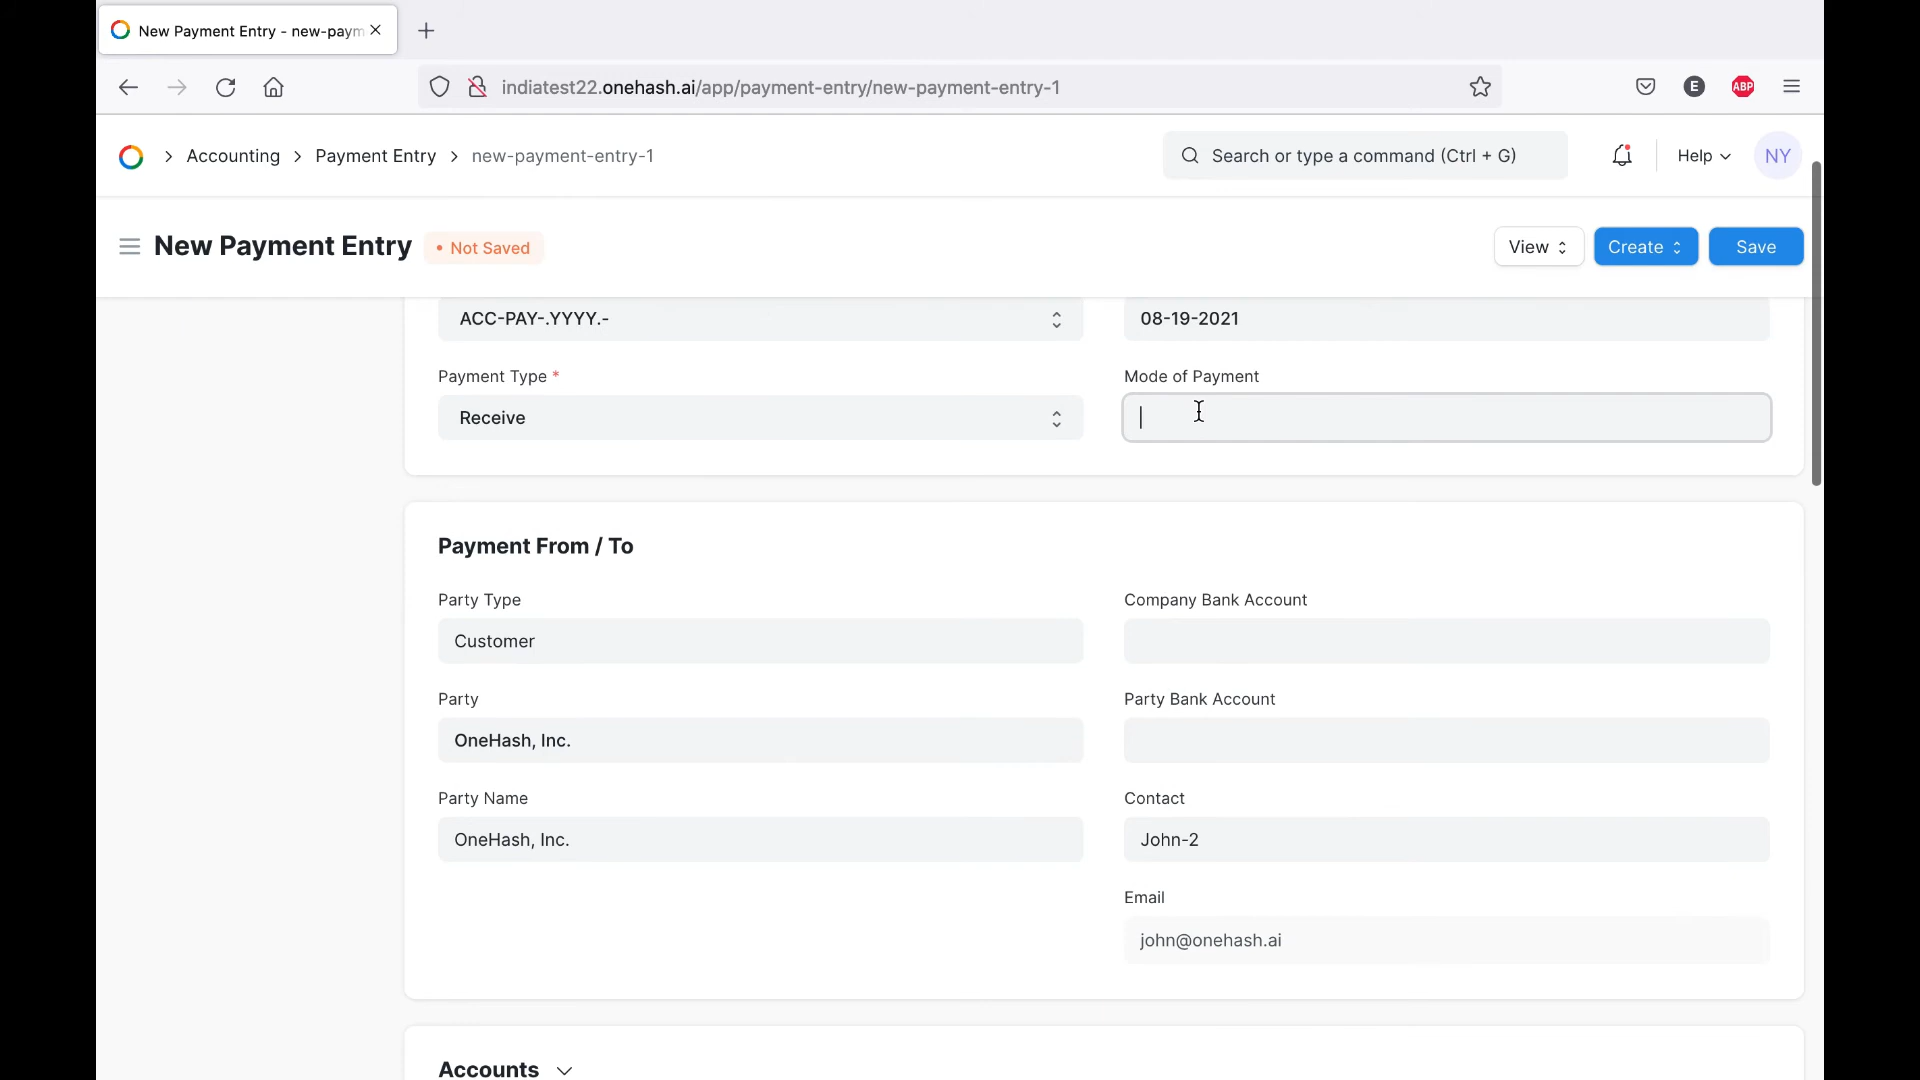 New Payment Entry - new-paym
indiatest22.onehash.ai/app/payment-entry/new-payment-entry-1
E
ABP
Accounting
Payment Entry
new-payment-entry-1
Search or type a command (Ctrl + G)
Help
NY
New Payment Entry
• Not Saved
View
Create
Save
ACC-PAY-.YYYY.-
08-19-2021
Payment Type *
Mode of Payment
Receive
Payment From / To
Party Type
Company Bank Account
Customer
Party
Party Bank Account
OneHash, Inc.
Party Name
Contact
OneHash, Inc.
John-2
Email
john@onehash.ai
Accounts